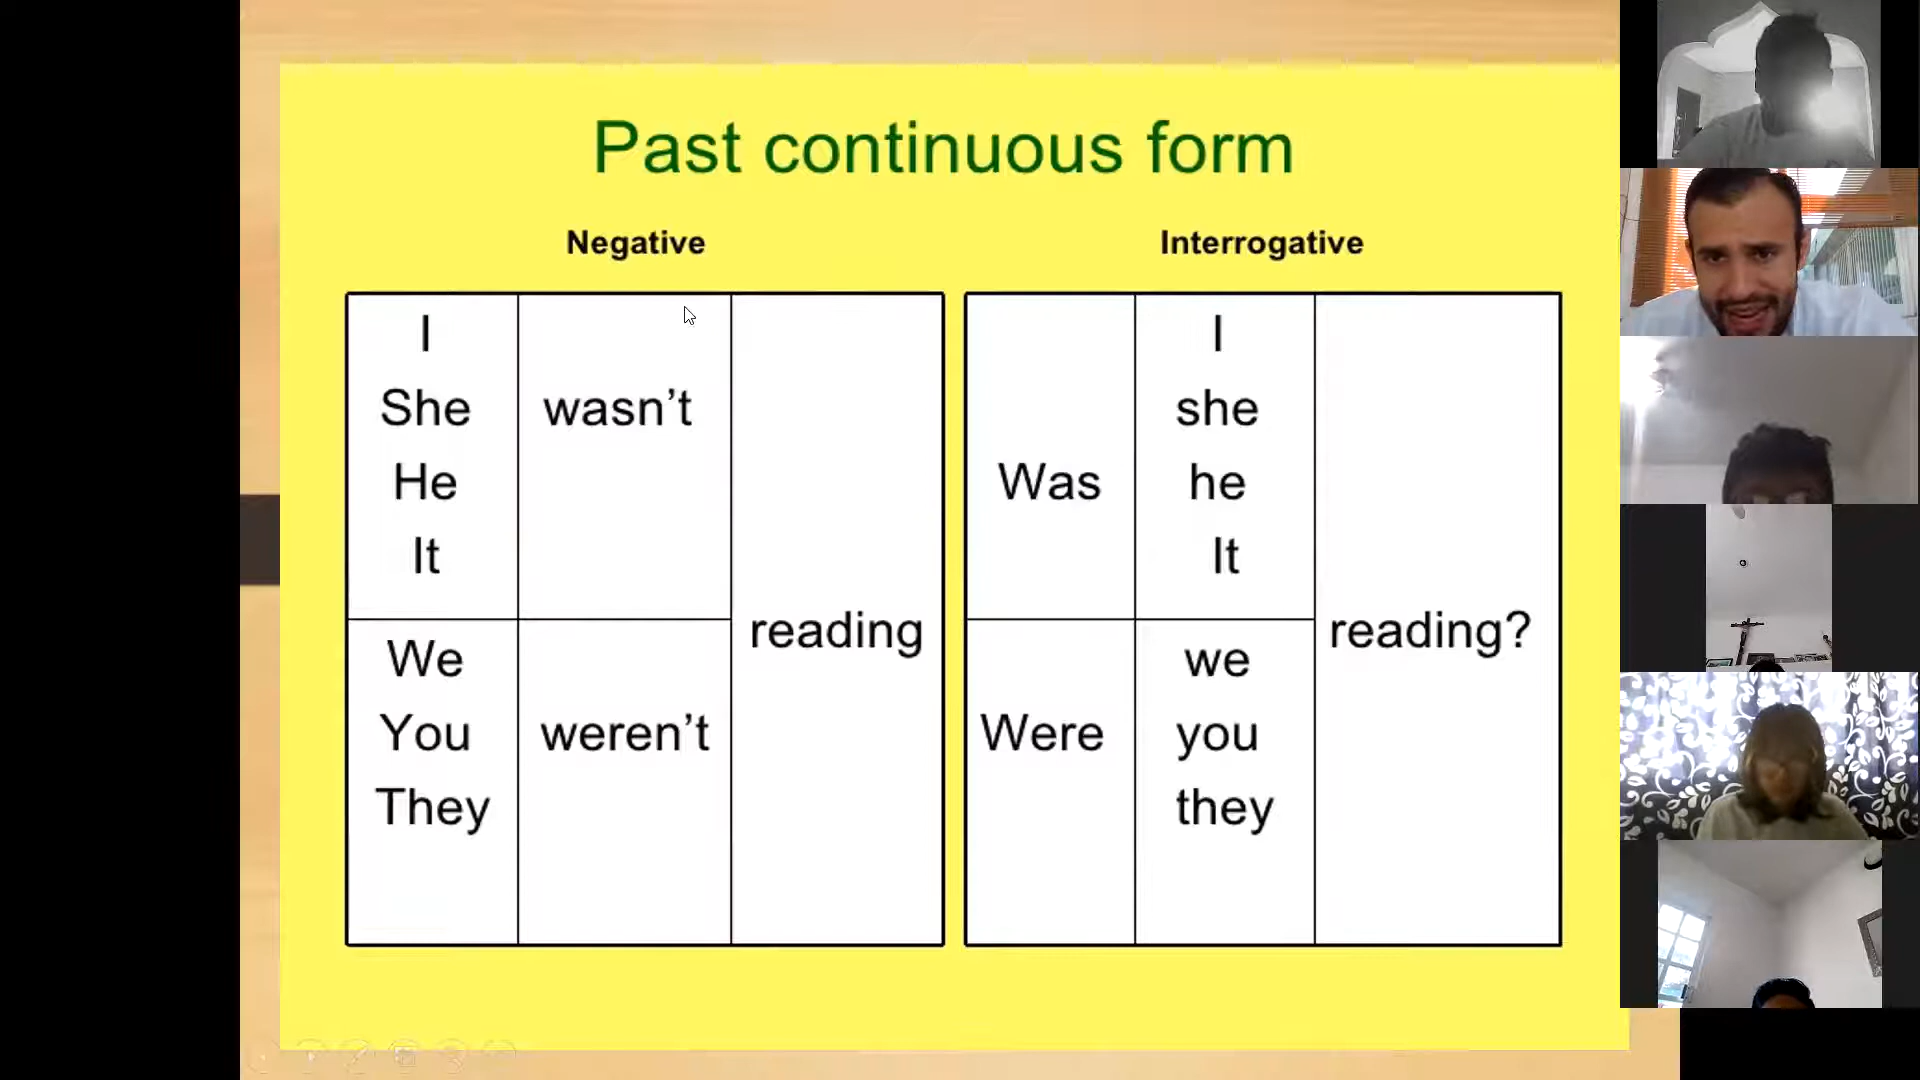 Past continuous form
Negative
I
She
He
It
wasn’t
We
You
They
weren’t
reading
Interrogative
Was
I
she
he
It
Were
we
you
they
reading?